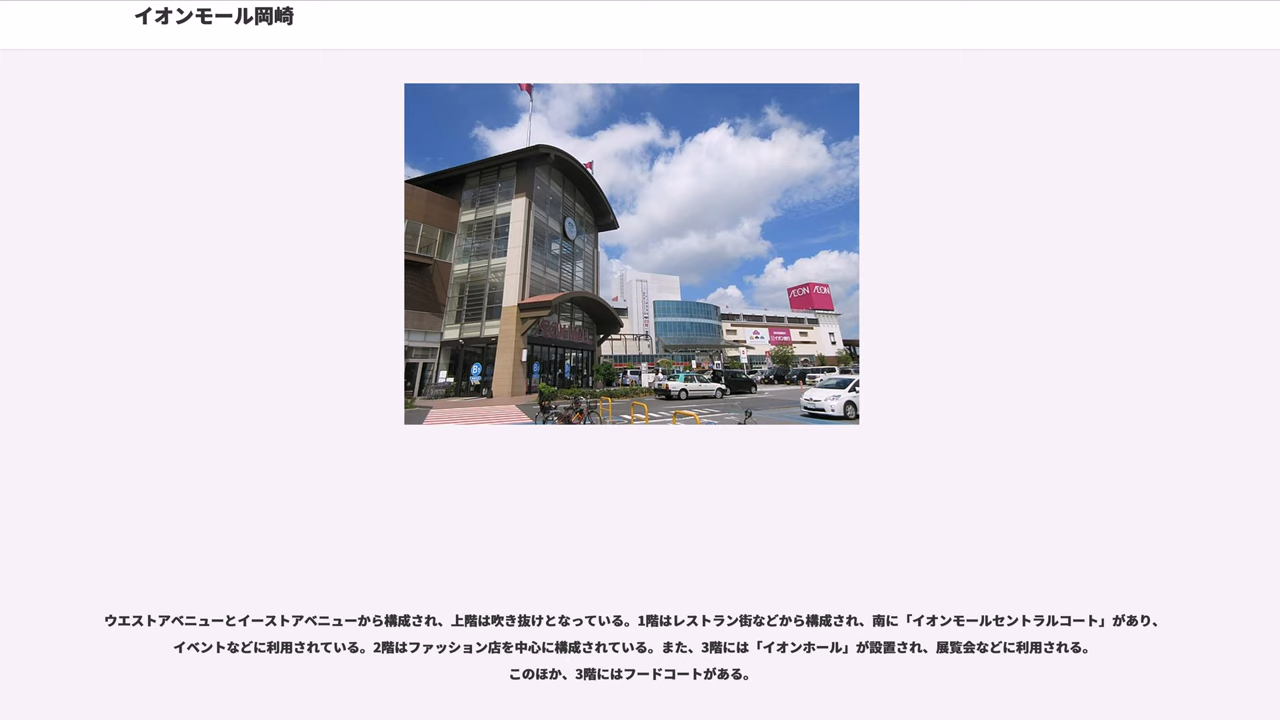 イオンモール岡崎
ÆON ÆON
ウエストアベニューとイーストアベニューから構成され、上階は吹き抜けとなっている。1階はレストラン街などから構成され、南に「イオンモールセントラルコート」があり、
イベントなどに利用されている。2階はファッション店を中心に構成されている。また、3階には「イオンホール」が設置され、展覧会などに利用される。
このほか、3階にはフードコートがある。